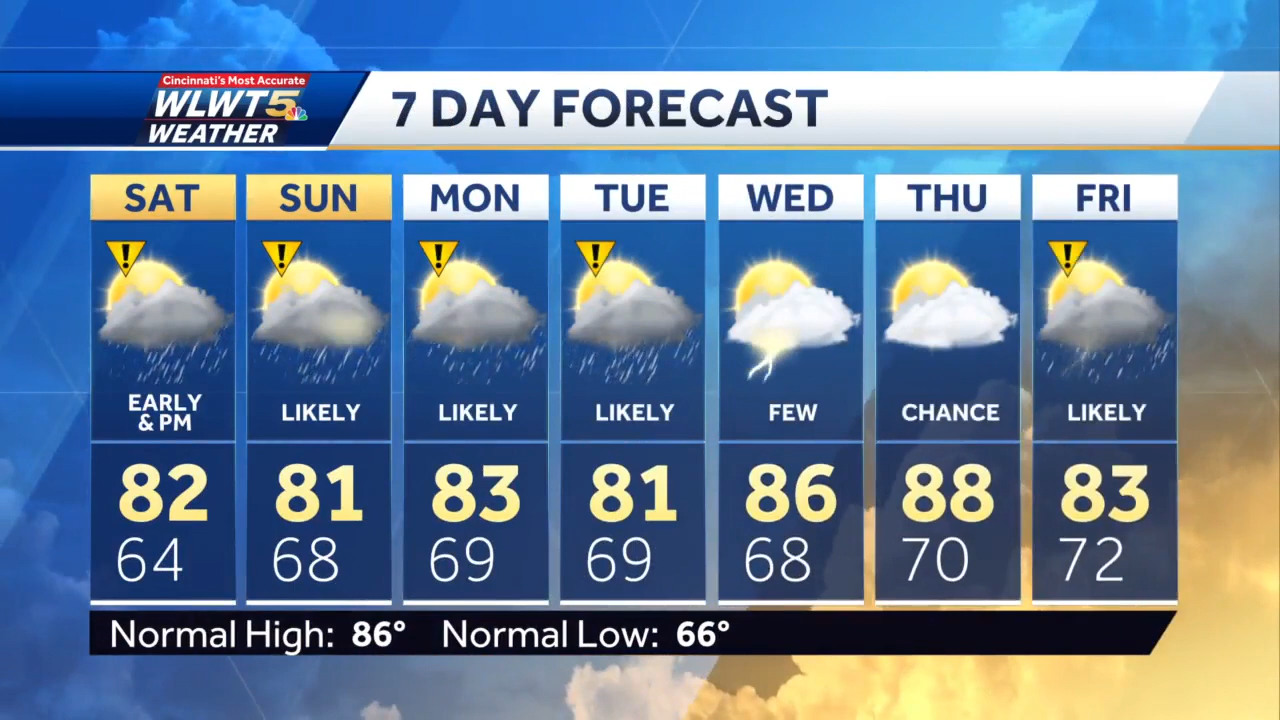 Cincinnati's Most Accurate
WLWT5
WEATHER
7 DAY FORECAST
SAT SUN MON TUE WED THU FRI
! ! ! ! !
EARLY & PM LIKELY LIKELY LIKELY FEW CHANCE LIKELY
82 81 83 81 86 88 83
64 68 69 69 68 70 72
Normal High: 86° Normal Low: 66°